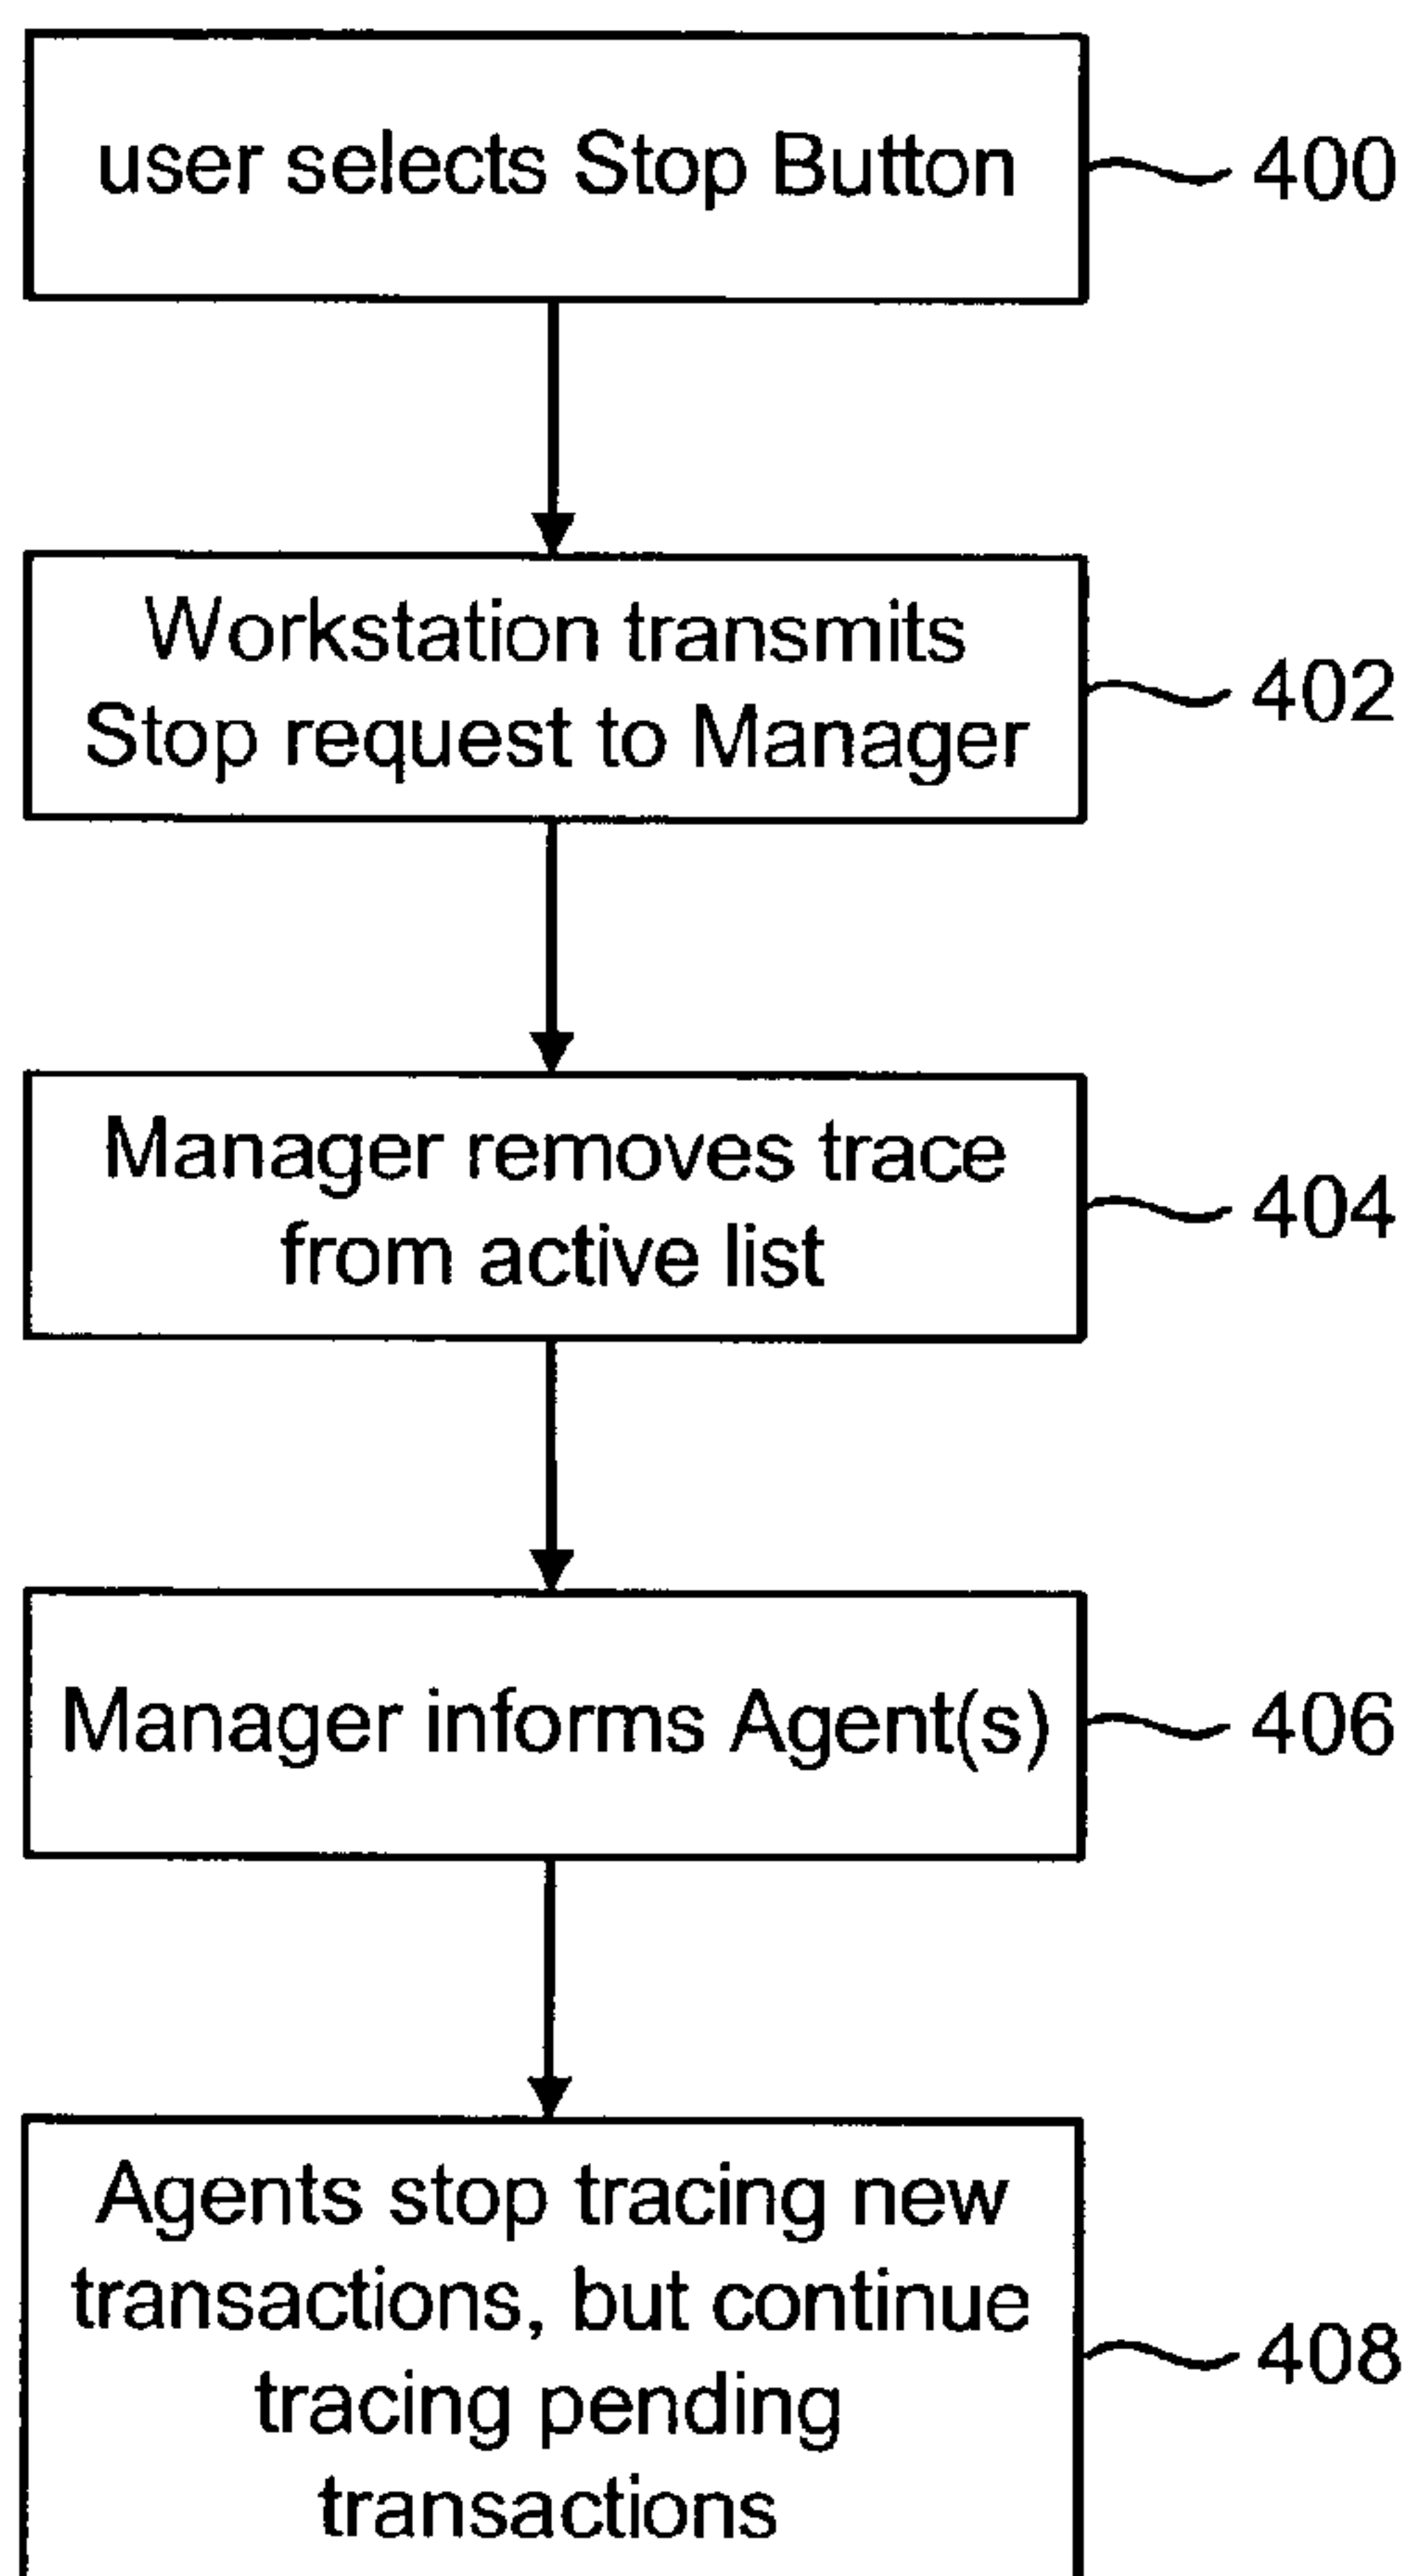 user selects Stop Button
400
Workstation transmits
Stop request to Manager
402
Manager removes trace
from active list
404
Manager informs Agent(s)
406
Agents stop tracing new
transactions, but continue
tracing pending
transactions
408